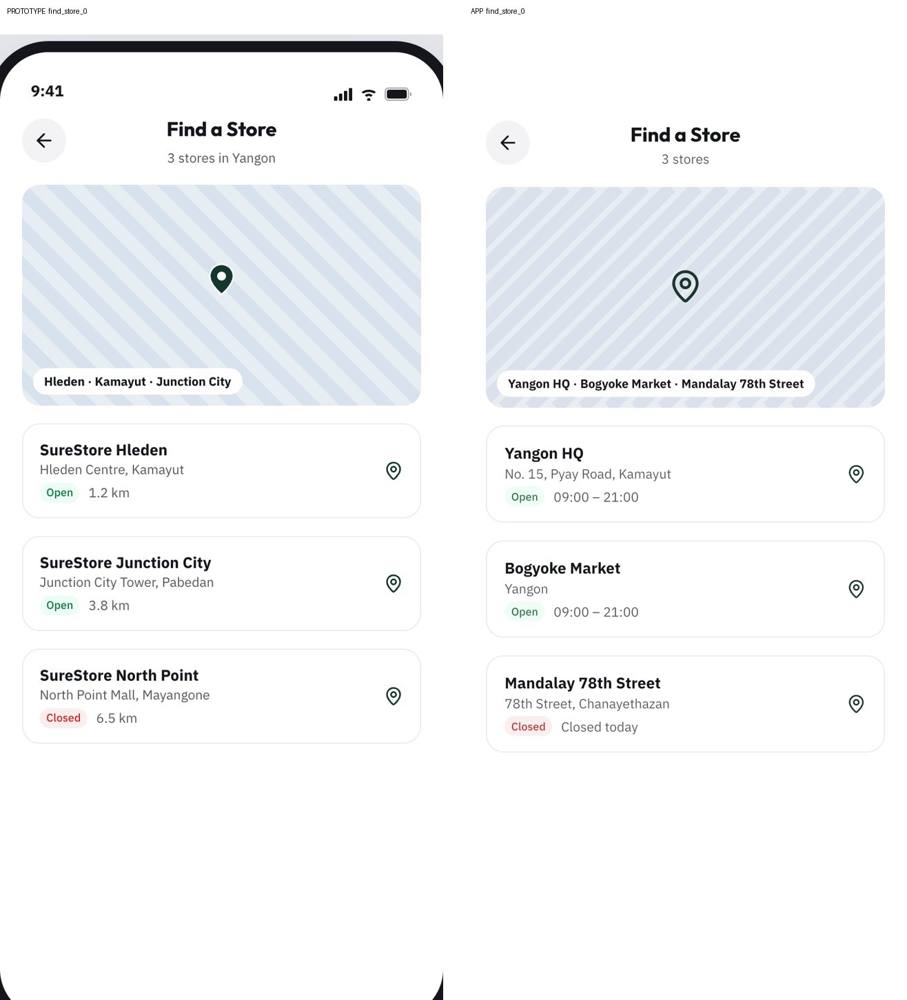 PROTOTYPE find_store_0
9:41
Find a Store
3 stores in Yangon
Hleden · Kamayut · Junction City
SureStore Hleden
Hleden Centre, Kamayut
Open 1.2 km
SureStore Junction City
Junction City Tower, Pabedan
Open 3.8 km
SureStore North Point
North Point Mall, Mayangone
Closed 6.5 km
APP find_store_0
Find a Store
3 stores
Yangon HQ · Bogyoke Market · Mandalay 78th Street
Yangon HQ
No. 15, Pyay Road, Kamayut
Open 09:00 – 21:00
Bogyoke Market
Yangon
Open 09:00 – 21:00
Mandalay 78th Street
78th Street, Chanayethazan
Closed Closed today